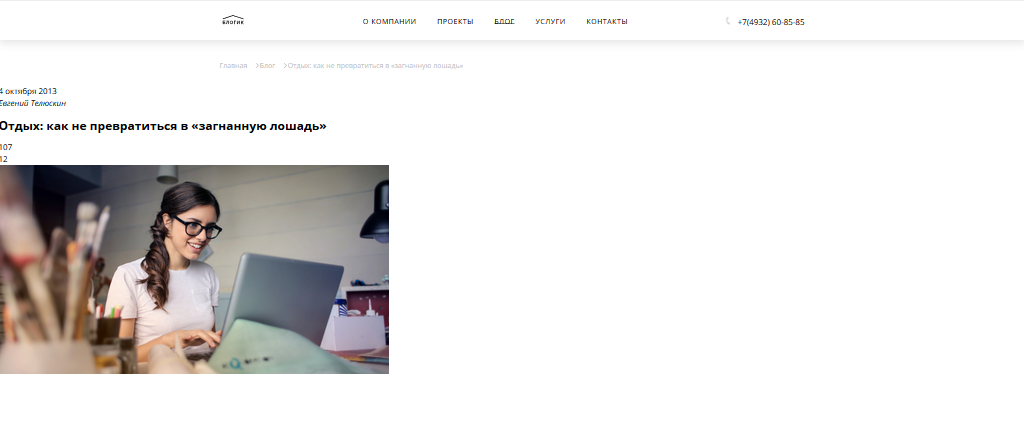 БЛОГИК
О КОМПАНИИ ПРОЕКТЫ БЛОГ УСЛУГИ КОНТАКТЫ
+7(4932) 60-85-85
Главная >Блог >Отдых: как не превратиться в «загнанную лошадь»
4 октября 2013
Евгений Телюскин
Отдых: как не превратиться в «загнанную лошадь»
107
12